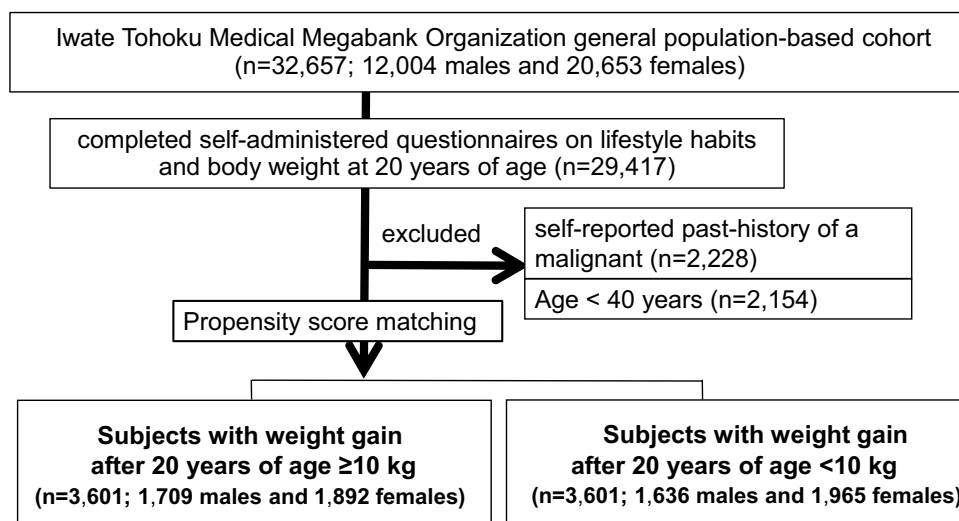 Iwate Tohoku Medical Megabank Organization general population-based cohort
(n=32,657; 12,004 males and 20,653 females)
completed self-administered questionnaires on lifestyle habits
and body weight at 20 years of age (n=29,417)
excluded
self-reported past-history of a
malignant (n=2,228)
Age < 40 years (n=2,154)
Propensity score matching
Subjects with weight gain
after 20 years of age ≥10 kg
(n=3,601; 1,709 males and 1,892 females)
Subjects with weight gain
after 20 years of age <10 kg
(n=3,601; 1,636 males and 1,965 females)